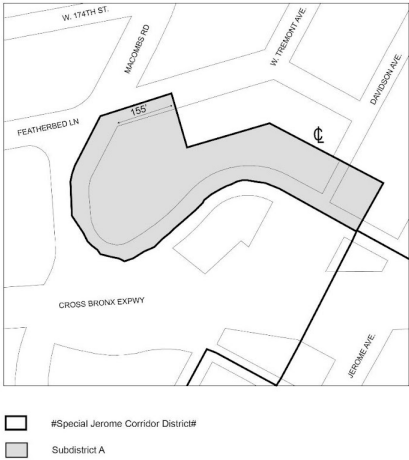 W. 174TH ST.
MACOMBS RD
W. TREMONT AVE.
DAVIDSON AVE.
155'
FEATHERBED LN
℄
CROSS BRONX EXPWY
JEROME AVE.
#Special Jerome Corridor District#
Subdistrict A